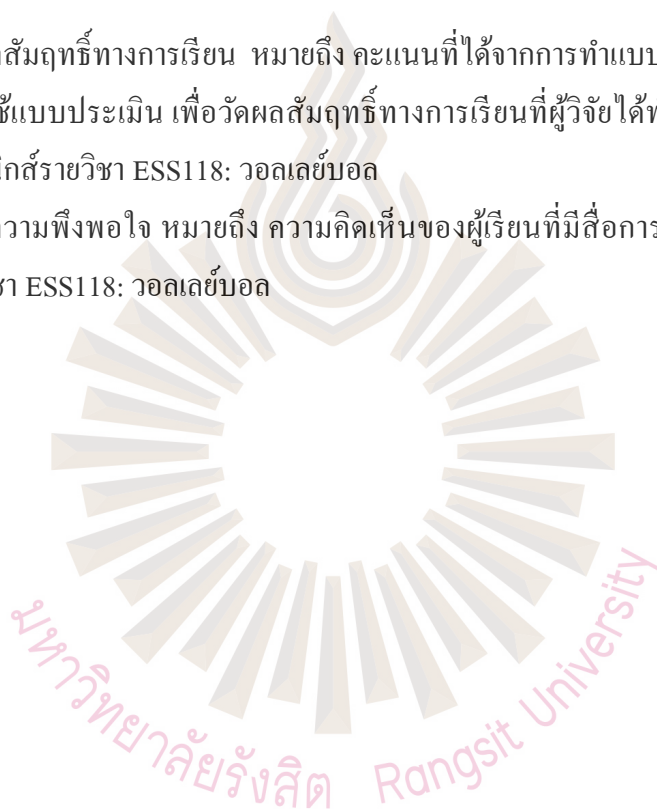 สัมฤทธิ์ทางการเรียน หมายถึง คะแนนที่ได้จากการทำแบบ
แบบประเมิน เพื่อวัดผลสัมฤทธิ์ทางการเรียนที่ผู้วิจัยได้
กส์รายวิชา ESS118: วอลเลย์บอล
วามพึงพอใจ หมายถึง ความคิดเห็นของผู้เรียนที่มีสื่อการ
ชา ESS118: วอลเลย์บอล
มหาวิทยาลัยรังสิต Rangsit University